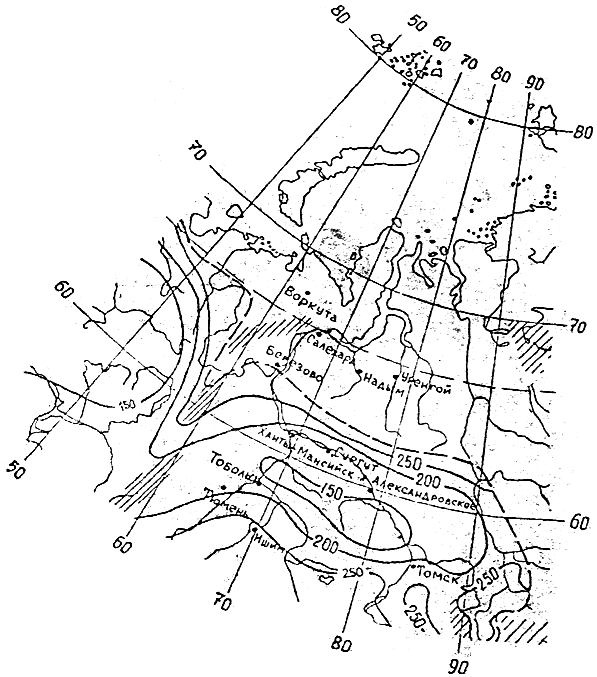 80
50
60
70
80
90
80
70
60
Воркута
70
Салехард
Березово
Надым
Уренгой
150
50
250
200
Сургут
Ханты-Мансийск
Александровское
Тобольск
150
60
Тюмень
60
Ишим
200
250
Томск
250
70
250
80
90